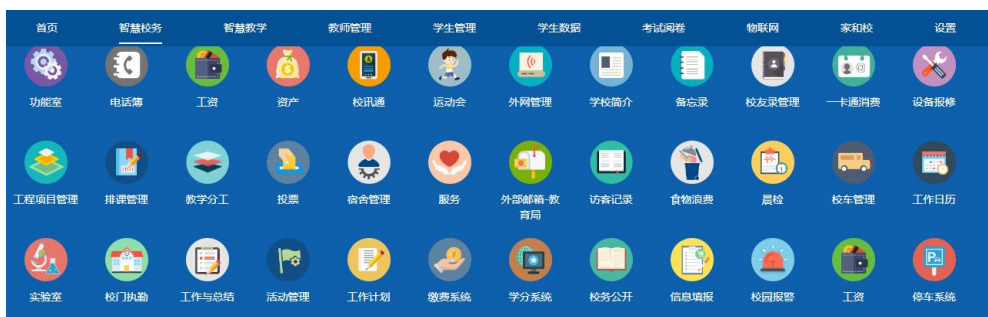 首页 智慧校务 智慧教学 教师管理 学生管理 学生数据 考试阅卷 物联网 家和校 设置
功能室 电话簿 工资 资产 校讯通 运动会 外网管理 学校简介 备忘录 校友录管理 一卡通消费 设备报修
工程项目管理 排课管理 教学分工 投票 宿舍管理 服务 外部邮箱-教 访客记录 食物浪费 晨检 校车管理 工作日历
育局
实验室 校门执勤 工作与总结 活动管理 工作计划 缴费系统 学分系统 校务公开 信息填报 校园报警 工资 停车系统